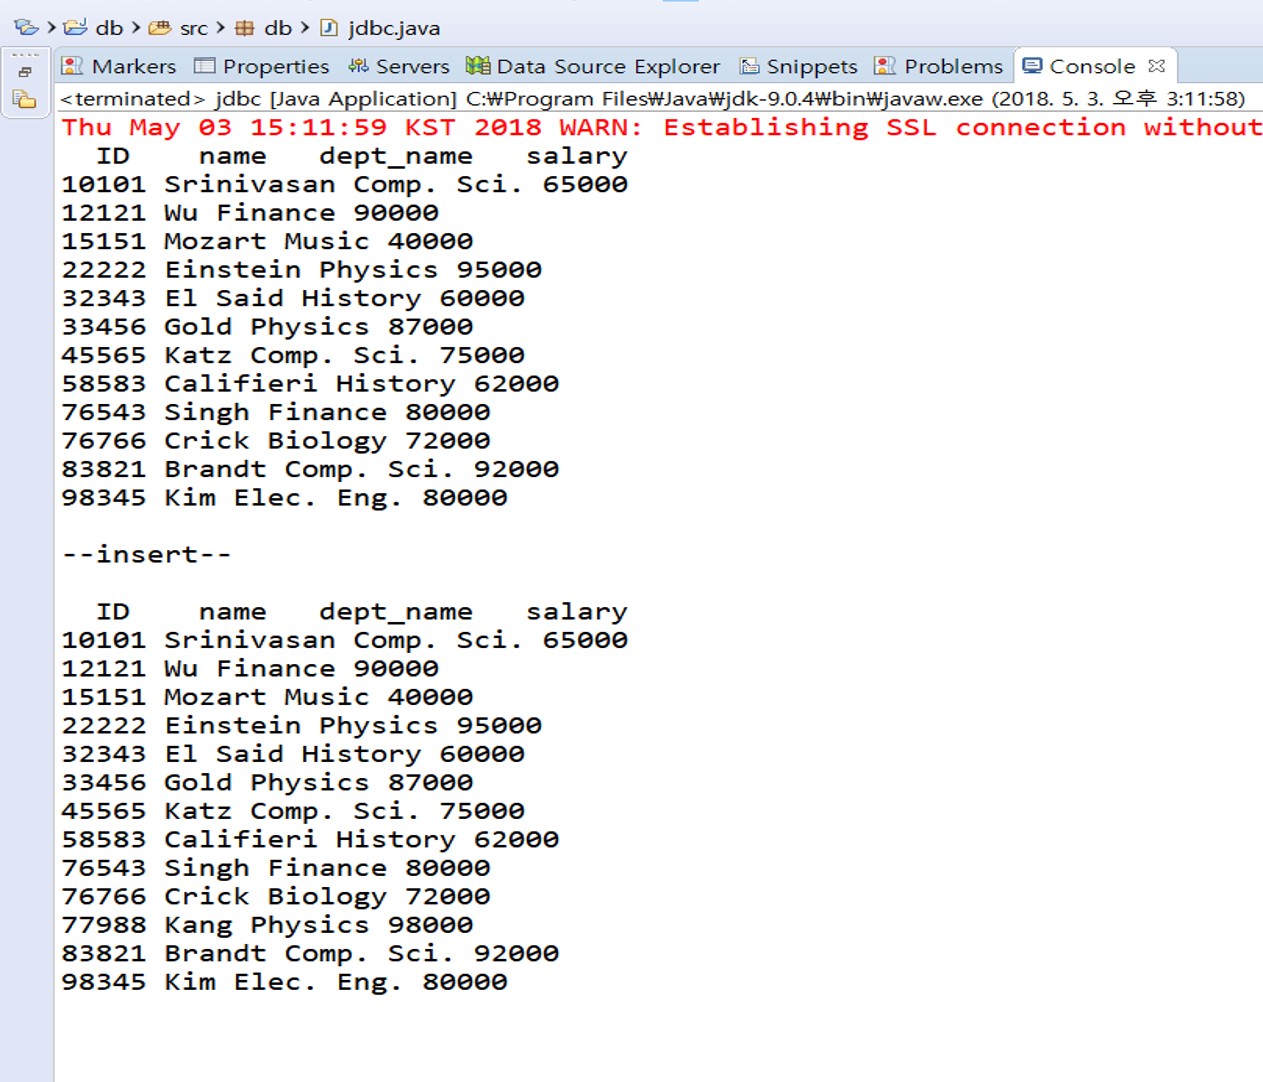 db src db jdbc.java
Markers Properties Servers Data Source Explorer Snippets Problems Console
<terminated> jdbc [Java Application] C:₩Program Files₩Java₩jdk-9.0.4₩bin₩javaw.exe (2018. 5. 3. 오후 3:11:58)
Thu May 03 15:11:59 KST 2018 WARN: Establishing SSL connection without
ID name dept_name salary
10101 Srinivasan Comp. Sci. 65000
12121 Wu Finance 90000
15151 Mozart Music 40000
22222 Einstein Physics 95000
32343 El Said History 60000
33456 Gold Physics 87000
45565 Katz Comp. Sci. 75000
58583 Califieri History 62000
76543 Singh Finance 80000
76766 Crick Biology 72000
83821 Brandt Comp. Sci. 92000
98345 Kim Elec. Eng. 80000
--insert--
ID name dept_name salary
10101 Srinivasan Comp. Sci. 65000
12121 Wu Finance 90000
15151 Mozart Music 40000
22222 Einstein Physics 95000
32343 El Said History 60000
33456 Gold Physics 87000
45565 Katz Comp. Sci. 75000
58583 Califieri History 62000
76543 Singh Finance 80000
76766 Crick Biology 72000
77988 Kang Physics 98000
83821 Brandt Comp. Sci. 92000
98345 Kim Elec. Eng. 80000